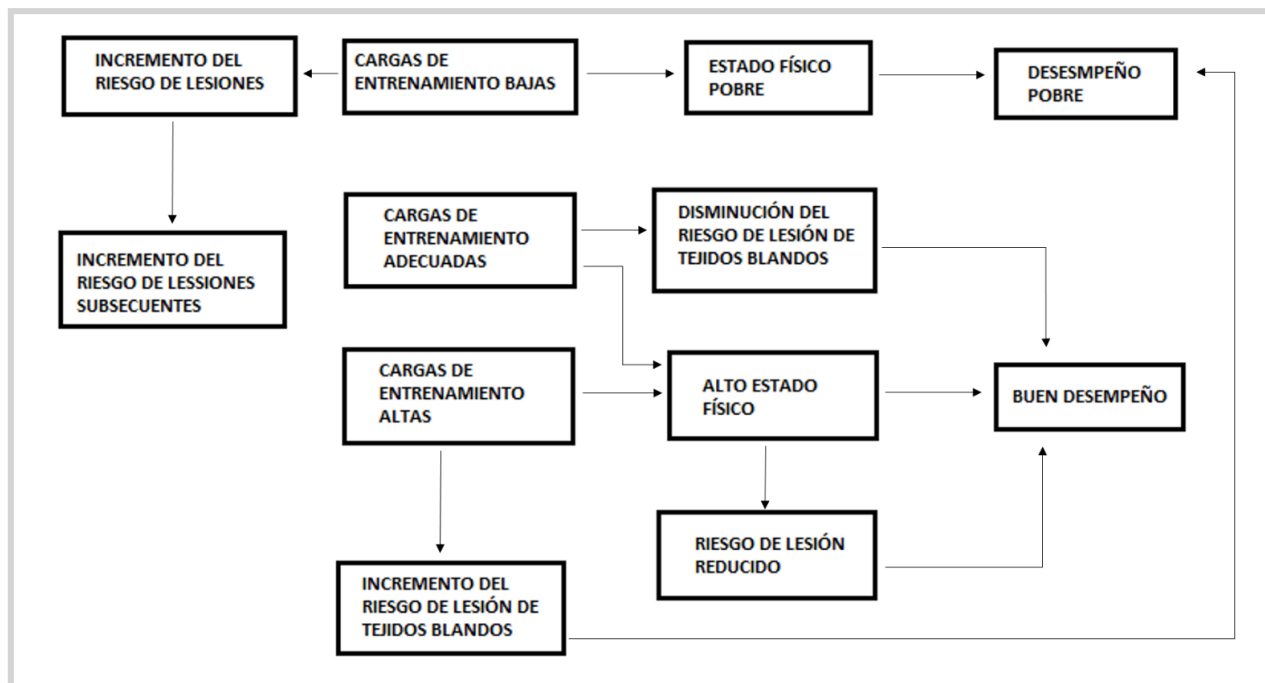 INCREMENTO DEL
RIESGO DE LESIONES
CARGAS DE
ENTRENAMIENTO BAJAS
ESTADO FÍSICO
POBRE
DESESMPEÑO
POBRE
CARGAS DE
ENTRENAMIENTO
ADECUADAS
DISMINUCIÓN DEL
RIESGO DE LESIÓN DE
TEJIDOS BLANDOS
INCREMENTO DEL
RIESGO DE LESSIONES
SUBSECUENTES
CARGAS DE
ENTRENAMIENTO
ALTAS
ALTO ESTADO
FÍSICO
BUEN DESEMPEÑO
RIESGO DE LESIÓN
REDUCIDO
INCREMENTO DEL
RIESGO DE LESIÓN DE
TEJIDOS BLANDOS